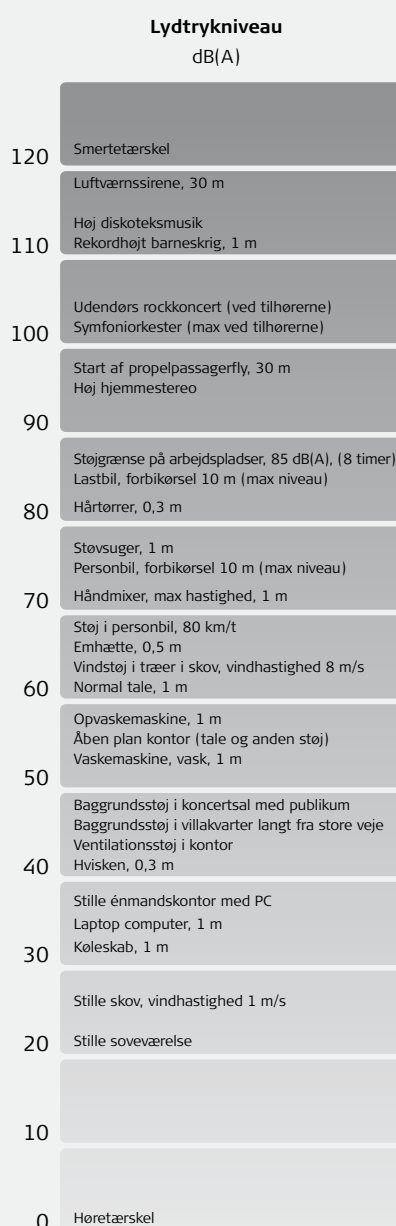 Lydtrykniveau
dB(A)
120 Smertetærskel
Luftværnssirene, 30 m
Høj diskoteksmusik
110 Rekordhøjt barneskrig, 1 m
Udendørs rockkoncert (ved tilhørerne)
100 Symfoniorkester (max ved tilhørerne)
Start af propelpassagerfly, 30 m
Høj hjemmestereo
90
Støjgrænse på arbejdspladser, 85 dB(A), (8 timer)
Lastbil, forbikørsel 10 m (max niveau)
80 Hårtørrer, 0,3 m
Støvsuger, 1 m
Personbil, forbikørsel 10 m (max niveau)
70 Håndmixer, max hastighed, 1 m
Støj i personbil, 80 km/t
Emhætte, 0,5 m
Vindstøj i træer i skov, vindhastighed 8 m/s
60 Normal tale, 1 m
Opvaskemaskine, 1 m
Åben plan kontor (tale og anden støj)
Vaskemaskine, vask, 1 m
50
Baggrundsstøj i koncertsal med publikum
Baggrundsstøj i villakvarter langt fra store veje
Ventilationsstøj i kontor
40 Hvisken, 0,3 m
Stille énmandskontor med PC
Laptop computer, 1 m
30 Køleskab, 1 m
Stille skov, vindhastighed 1 m/s
20 Stille soveværelse
10
0 Høretærskel